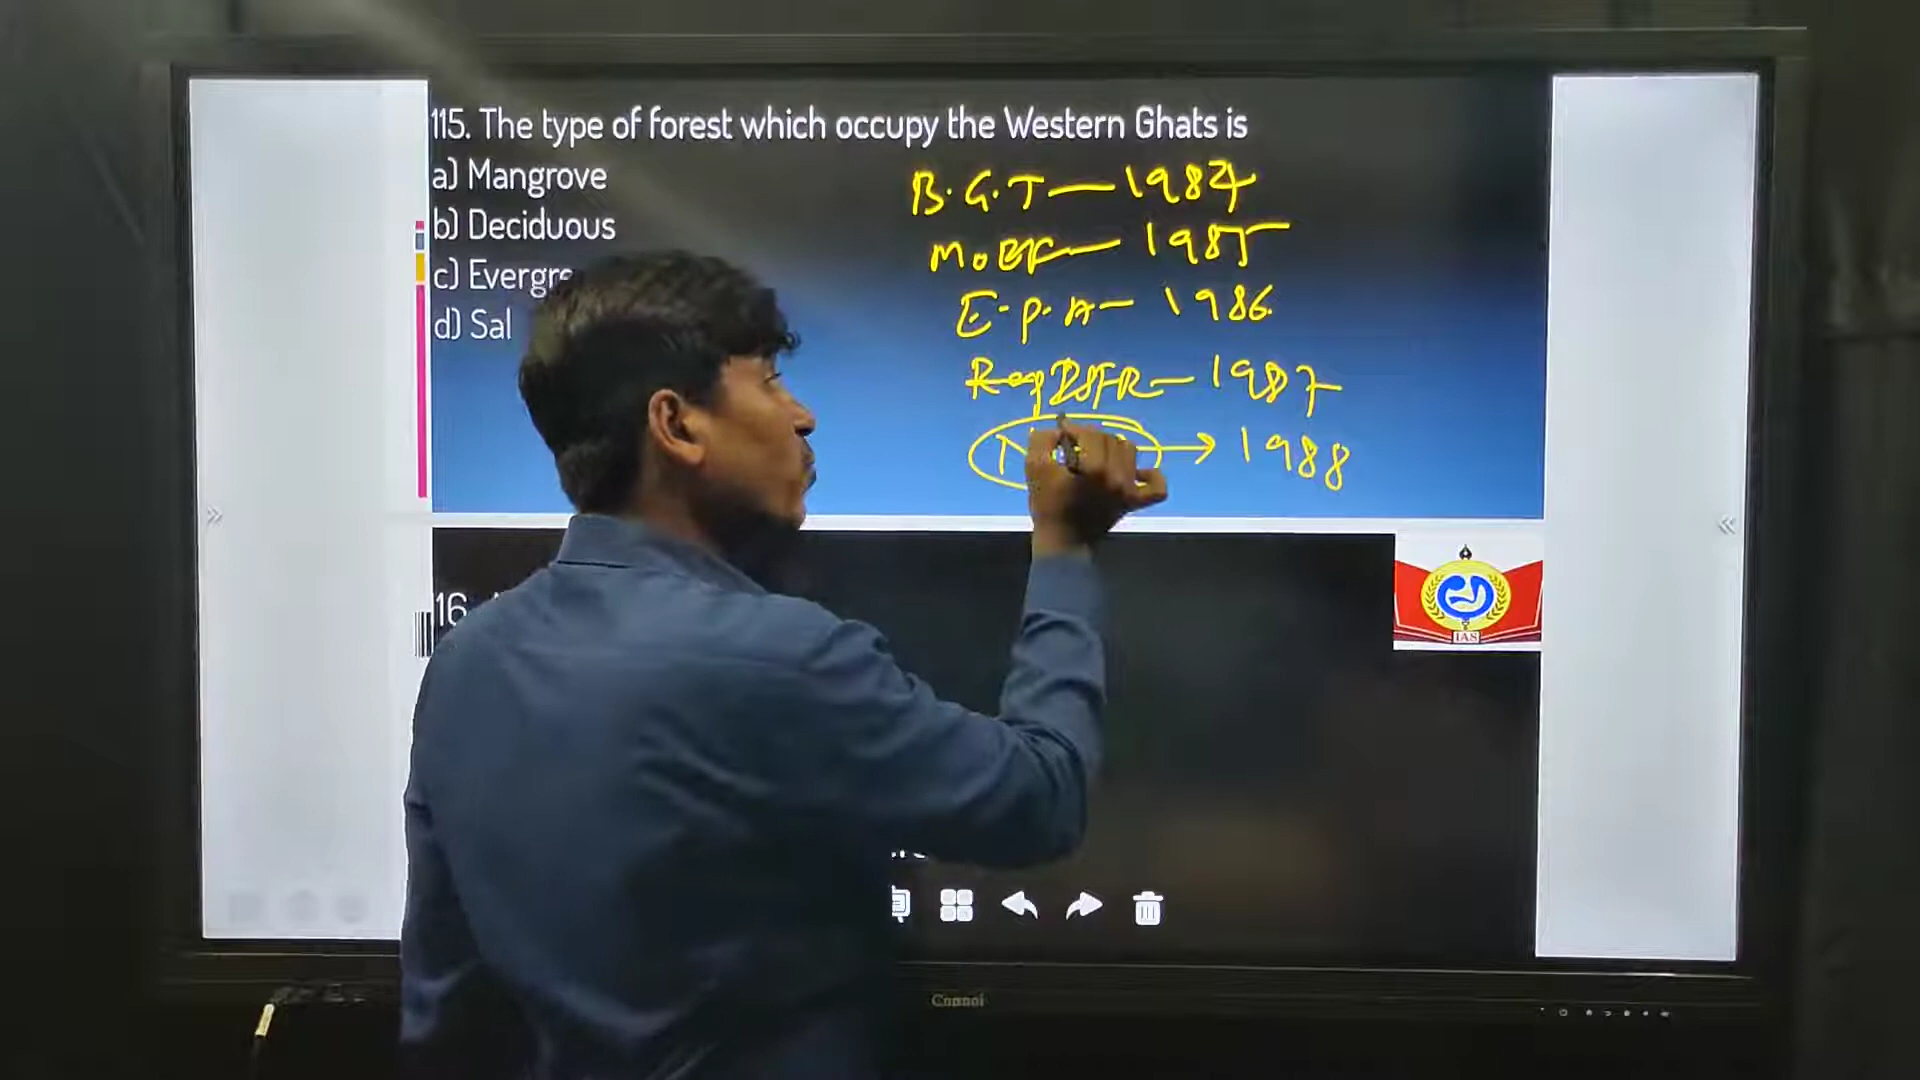 115. The type of forest which occupy the Western Ghats is
a) Mangrove
b) Deciduous
c) Evergre
d) Sal
B.G.T — 1984
MOEF — 1985
E.P.A — 1986
ISFR — 1987
→ 1988
16.
IAS